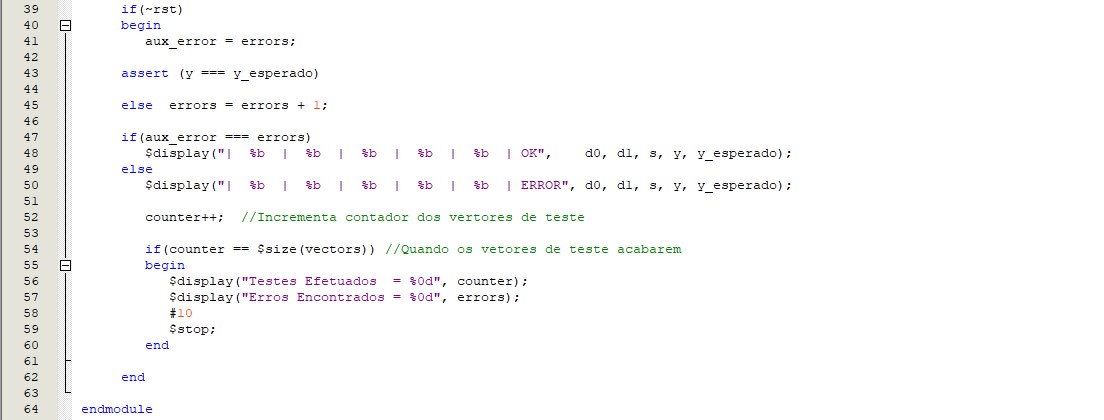 39 if(~rst)
40 begin
41 aux_error = errors;
42
43 assert (y === y_esperado)
44
45 else  errors = errors + 1;
46
47 if(aux_error === errors)
48 $display("|  %b  |  %b  |  %b  |  %b  |  %b  | OK",    d0, d1, s, y, y_esperado);
49 else
50 $display("|  %b  |  %b  |  %b  |  %b  |  %b  | ERROR", d0, d1, s, y, y_esperado);
51
52 counter++;  //Incrementa contador dos vertores de teste
53
54 if(counter == $size(vectors)) //Quando os vetores de teste acabarem
55 begin
56 $display("Testes Efetuados  = %0d", counter);
57 $display("Erros Encontrados = %0d", errors);
58 #10
59 $stop;
60 end
61
62 end
63
64 endmodule